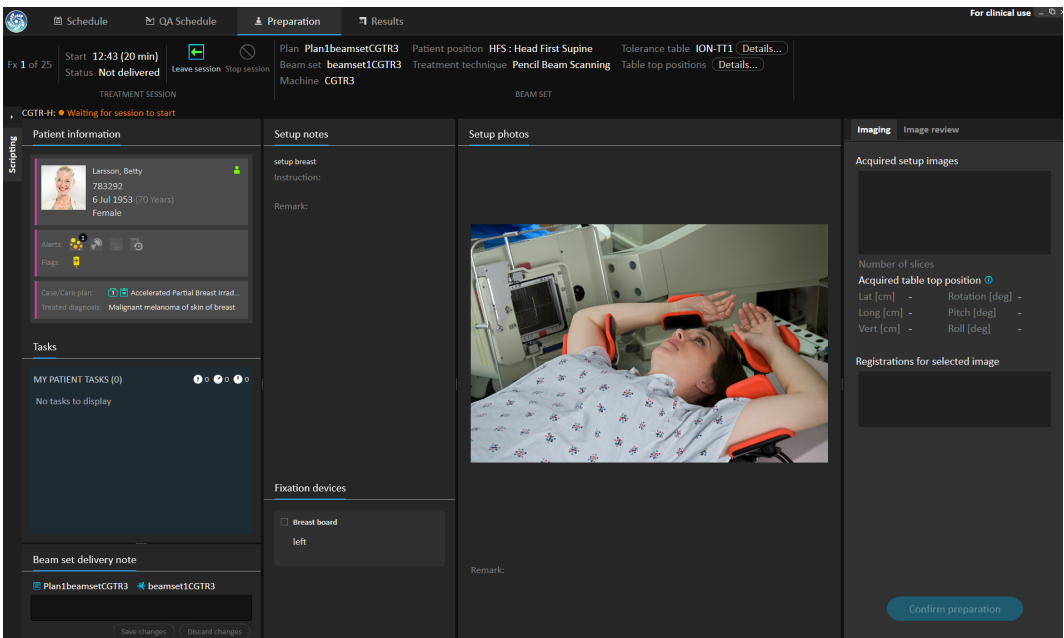 For clinical use
Schedule
QA Schedule
Preparation
Results
Fx 1 of 25
Start 12:43 (20 min)
Status Not delivered
Leave session
Stop session
TREATMENT SESSION
Plan Plan1beamsetCGTR3
Beam set beamset1CGTR3
Machine CGTR3
Patient position HFS : Head First Supine
Treatment technique Pencil Beam Scanning
Tolerance table ION-TT1 Details...
Table top positions Details...
BEAM SET
CGTR-H: Waiting for session to start
Scripting
Patient information
Larsson, Betty
783292
6 Jul 1953 (70 Years)
Female
Alerts: 1
Flags:
Case/Care plan: 1 Accelerated Partial Breast Irrad...
Treated diagnosis: Malignant melanoma of skin of breast
Tasks
MY PATIENT TASKS (0) 0 0 0
No tasks to display
Beam set delivery note
Plan1beamsetCGTR3 beamset1CGTR3
Save changes
Discard changes
Setup notes
setup breast
Instruction:
Remark:
Fixation devices
Breast board
left
Setup photos
Remark:
Imaging
Image review
Acquired setup images
Number of slices
Acquired table top position
Lat [cm] - Rotation [deg] -
Long [cm] - Pitch [deg] -
Vert [cm] - Roll [deg] -
Registrations for selected image
Confirm preparation